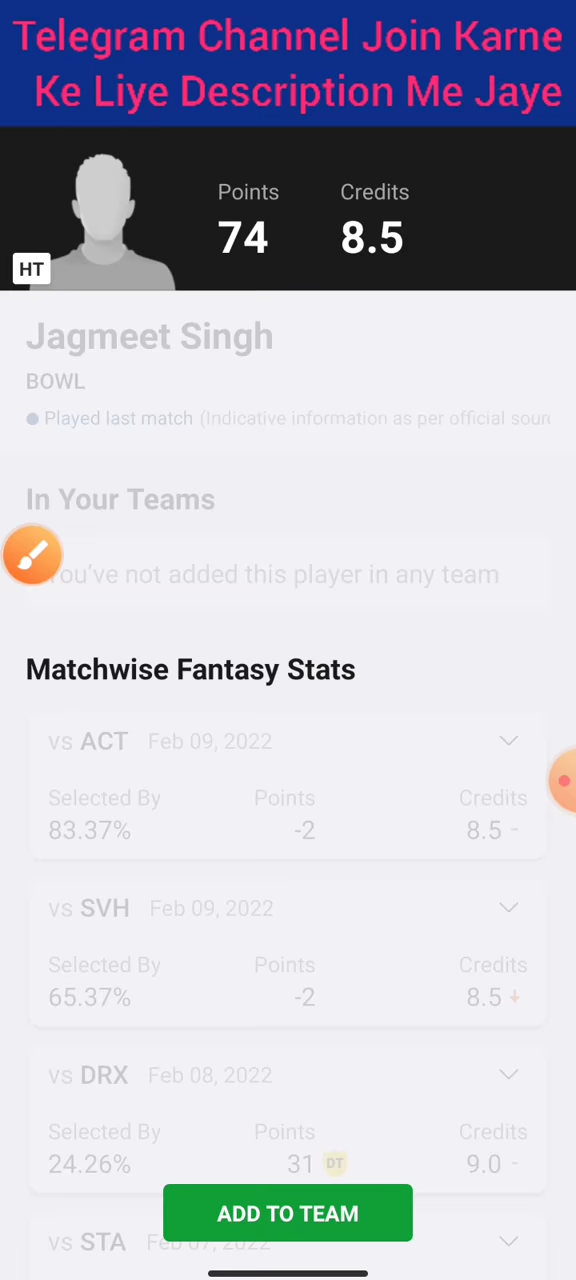 Telegram Channel Join Karne
Ke Liye Description Me Jaye
Points
Credits
74
8.5
HT
Jagmeet Singh
BOWL
Played last match (Indicative information as per official
In Your Teams
You've not added this player in any team
Matchwise Fantasy Stats
vs ACT Feb 09, 2022
Selected By Points Credits
83.37% -2 8.5 -
vs SVH Feb 09, 2022
Selected By Points Credits
65.37% -2 8.5
vs DRX Feb 08, 2022
Selected By Points Credits
24.26% 31 DT 9.0 -
ADD TO TEAM
vs STA Feb 07, 2022